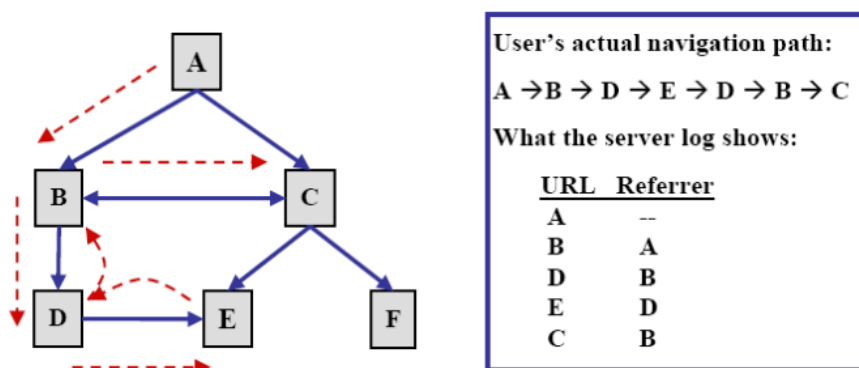 A
B
C
D
E
F
User's actual navigation path:
A →B → D → E → D → B → C
What the server log shows:
URL Referrer
A --
B A
D B
E D
C B